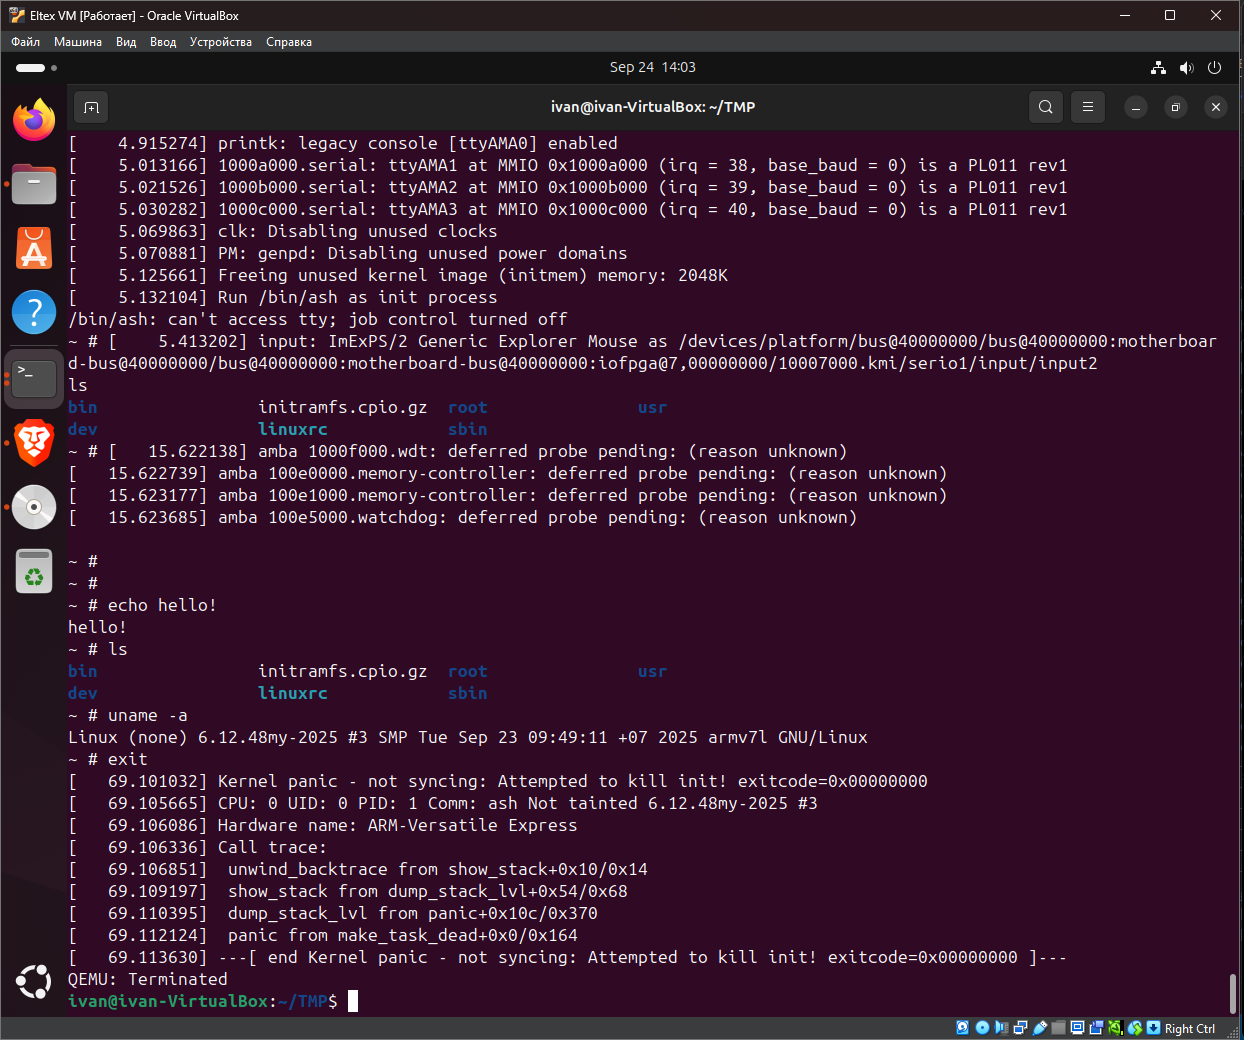 Eltex VM [Работает] - Oracle VirtualBox
Файл Машина Вид Ввод Устройства Справка
Sep 24 14:03
ivan@ivan-VirtualBox: ~/TMP
[    4.915274] printk: legacy console [ttyAMA0] enabled
[    5.013166] 1000a000.serial: ttyAMA1 at MMIO 0x1000a000 (irq = 38, base_baud = 0) is a PL011 rev1
[    5.021526] 1000b000.serial: ttyAMA2 at MMIO 0x1000b000 (irq = 39, base_baud = 0) is a PL011 rev1
[    5.030282] 1000c000.serial: ttyAMA3 at MMIO 0x1000c000 (irq = 40, base_baud = 0) is a PL011 rev1
[    5.069863] clk: Disabling unused clocks
[    5.070881] PM: genpd: Disabling unused power domains
[    5.125661] Freeing unused kernel image (initmem) memory: 2048K
[    5.132104] Run /bin/ash as init process
/bin/ash: can't access tty; job control turned off
~ # [    5.413202] input: ImExPS/2 Generic Explorer Mouse as /devices/platform/bus@40000000/bus@40000000:motherboar
d-bus@40000000/bus@40000000:motherboard-bus@40000000:iofpga@7,00000000/10007000.kmi/serio1/input/input2
ls
bin                initramfs.cpio.gz  root               usr
dev                linuxrc            sbin
~ # [   15.622138] amba 1000f000.wdt: deferred probe pending: (reason unknown)
[   15.622739] amba 100e0000.memory-controller: deferred probe pending: (reason unknown)
[   15.623177] amba 100e1000.memory-controller: deferred probe pending: (reason unknown)
[   15.623685] amba 100e5000.watchdog: deferred probe pending: (reason unknown)
~ #
~ #
~ # echo hello!
hello!
~ # ls
bin                initramfs.cpio.gz  root               usr
dev                linuxrc            sbin
~ # uname -a
Linux (none) 6.12.48my-2025 #3 SMP Tue Sep 23 09:49:11 +07 2025 armv7l GNU/Linux
~ # exit
[   69.101032] Kernel panic - not syncing: Attempted to kill init! exitcode=0x00000000
[   69.105665] CPU: 0 UID: 0 PID: 1 Comm: ash Not tainted 6.12.48my-2025 #3
[   69.106086] Hardware name: ARM-Versatile Express
[   69.106336] Call trace:
[   69.106851]  unwind_backtrace from show_stack+0x10/0x14
[   69.109197]  show_stack from dump_stack_lvl+0x54/0x68
[   69.110395]  dump_stack_lvl from panic+0x10c/0x370
[   69.112124]  panic from make_task_dead+0x0/0x164
[   69.113630] ---[ end Kernel panic - not syncing: Attempted to kill init! exitcode=0x00000000 ]---
QEMU: Terminated
ivan@ivan-VirtualBox:~/TMP$
Right Ctrl